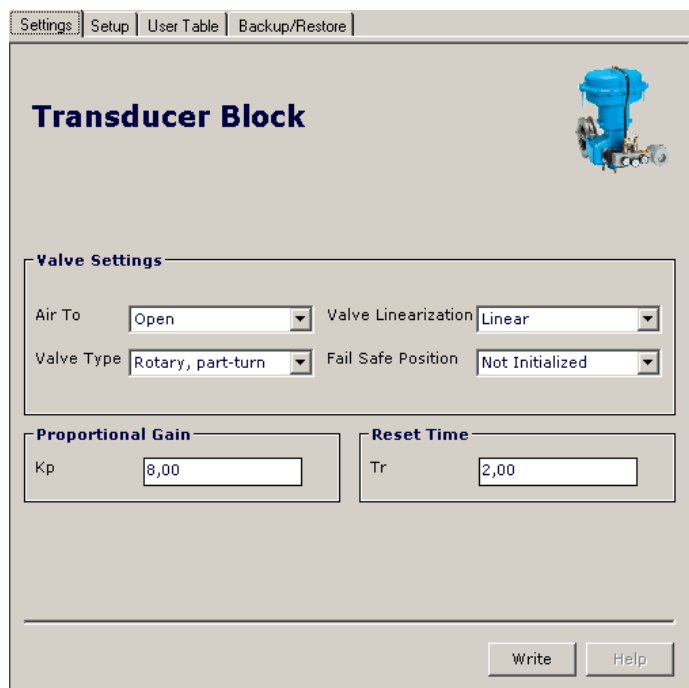 Settings Setup User Table Backup/Restore
Transducer Block
Valve Settings
Air To Open Valve Linearization Linear
Valve Type Rotary, part-turn Fail Safe Position Not Initialized
Proportional Gain Reset Time
Kp 8,00 Tr 2,00
Write Help